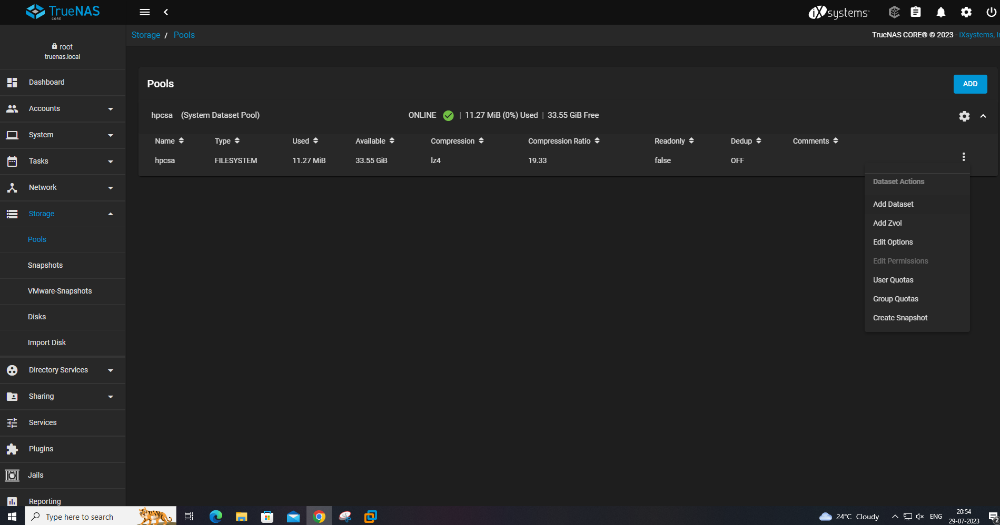 TrueNAS
CORE
iXsystems
Storage / Pools
TrueNAS CORE® © 2023 - iXsystems, In
root
truenas.local
Dashboard
Accounts
System
Tasks
Network
Storage
Pools
Snapshots
VMware-Snapshots
Disks
Import Disk
Directory Services
Sharing
Services
Plugins
Jails
Reporting
Pools
ADD
hpcsa (System Dataset Pool) ONLINE | 11.27 MiB (0%) Used | 33.55 GiB Free
Name Type Used Available Compression Compression Ratio Readonly Dedup Comments
hpcsa FILESYSTEM 11.27 MiB 33.55 GiB lz4 19.33 false OFF
Dataset Actions
Add Dataset
Add Zvol
Edit Options
Edit Permissions
User Quotas
Group Quotas
Create Snapshot
Type here to search
24°C Cloudy
ENG
20:54
29-07-2023
2